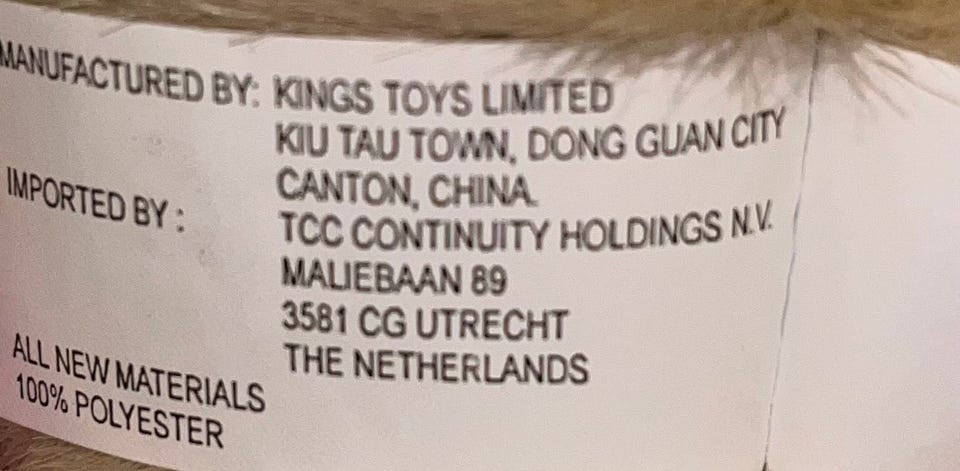 MANUFACTURED BY: KINGS TOYS LIMITED
KIU TAU TOWN, DONG GUAN CITY
CANTON, CHINA.
IMPORTED BY : TCC CONTINUITY HOLDINGS N.V.
MALIEBAAN 89
3581 CG UTRECHT
THE NETHERLANDS
ALL NEW MATERIALS
100% POLYESTER